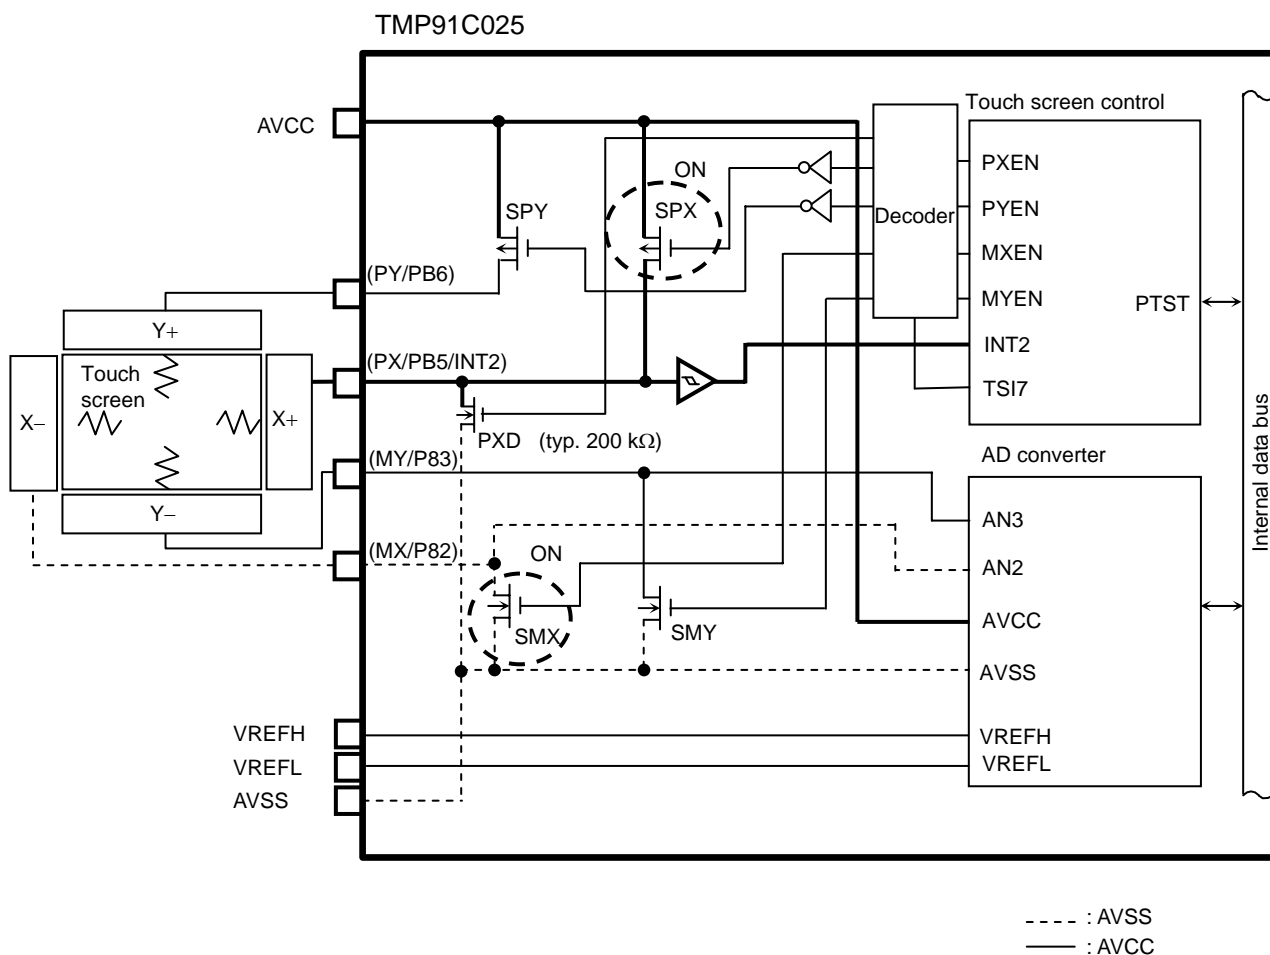 TMP91C025
Touch screen control
AVCC
ON
PXEN
SPY
SPX
Decoder
PYEN
MXEN
(PY/PB6)
MYEN
PTST
Y+
(PX/PB5/INT2)
INT2
Touch
screen
TSI7
X−
X+
PXD (typ. 200 kΩ)
(MY/P83)
AD converter
Internal data bus
Y−
AN3
(MX/P82)
ON
AN2
AVCC
SMX
SMY
AVSS
VREFH
VREFH
VREFL
VREFL
AVSS
: AVSS
: AVCC